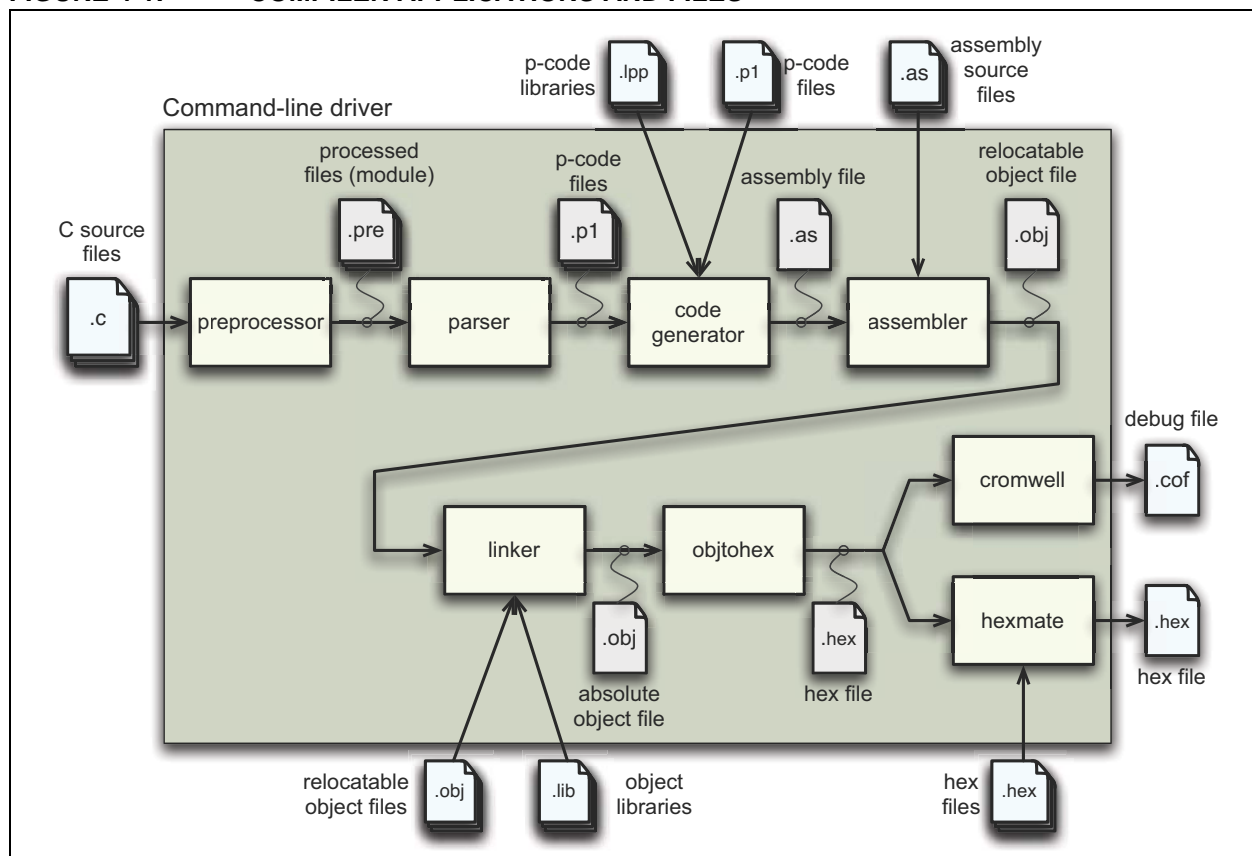 p-code
libraries
.lpp
.p1
p-code
files
.as
assembly
source
files
Command-line driver
processed
files (module)
p-code
files
assembly file
relocatable
object file
C source
files
.pre
.p1
.as
.obj
.c
preprocessor
parser
code
generator
assembler
debug file
cromwell
.cof
linker
objtohex
hexmate
.hex
hex file
.obj
absolute
object file
.hex
hex file
relocatable
object files
.obj
.lib
object
libraries
hex
files
.hex